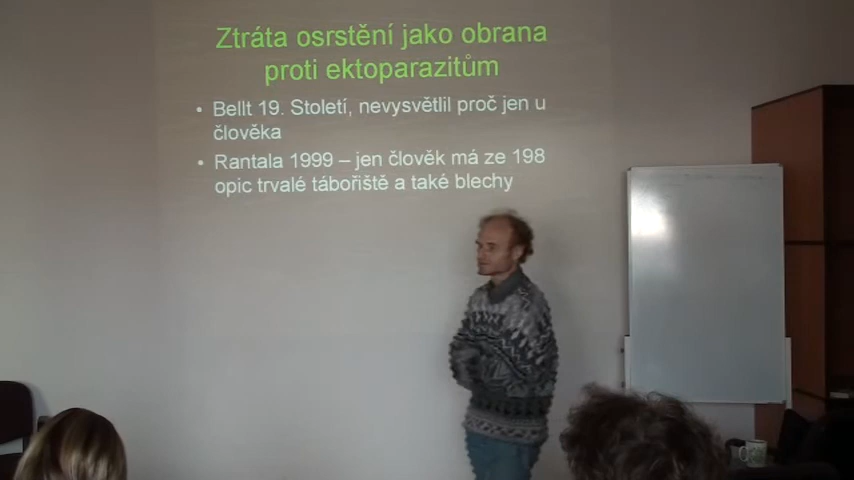 Ztráta osrstění jako obrana
proti ektoparazitům
• Bellt 19. Století, nevysvětlil proč jen u
člověka
• Rantala 1999 – jen člověk má ze 198
opic trvalé tábořiště a také blechy